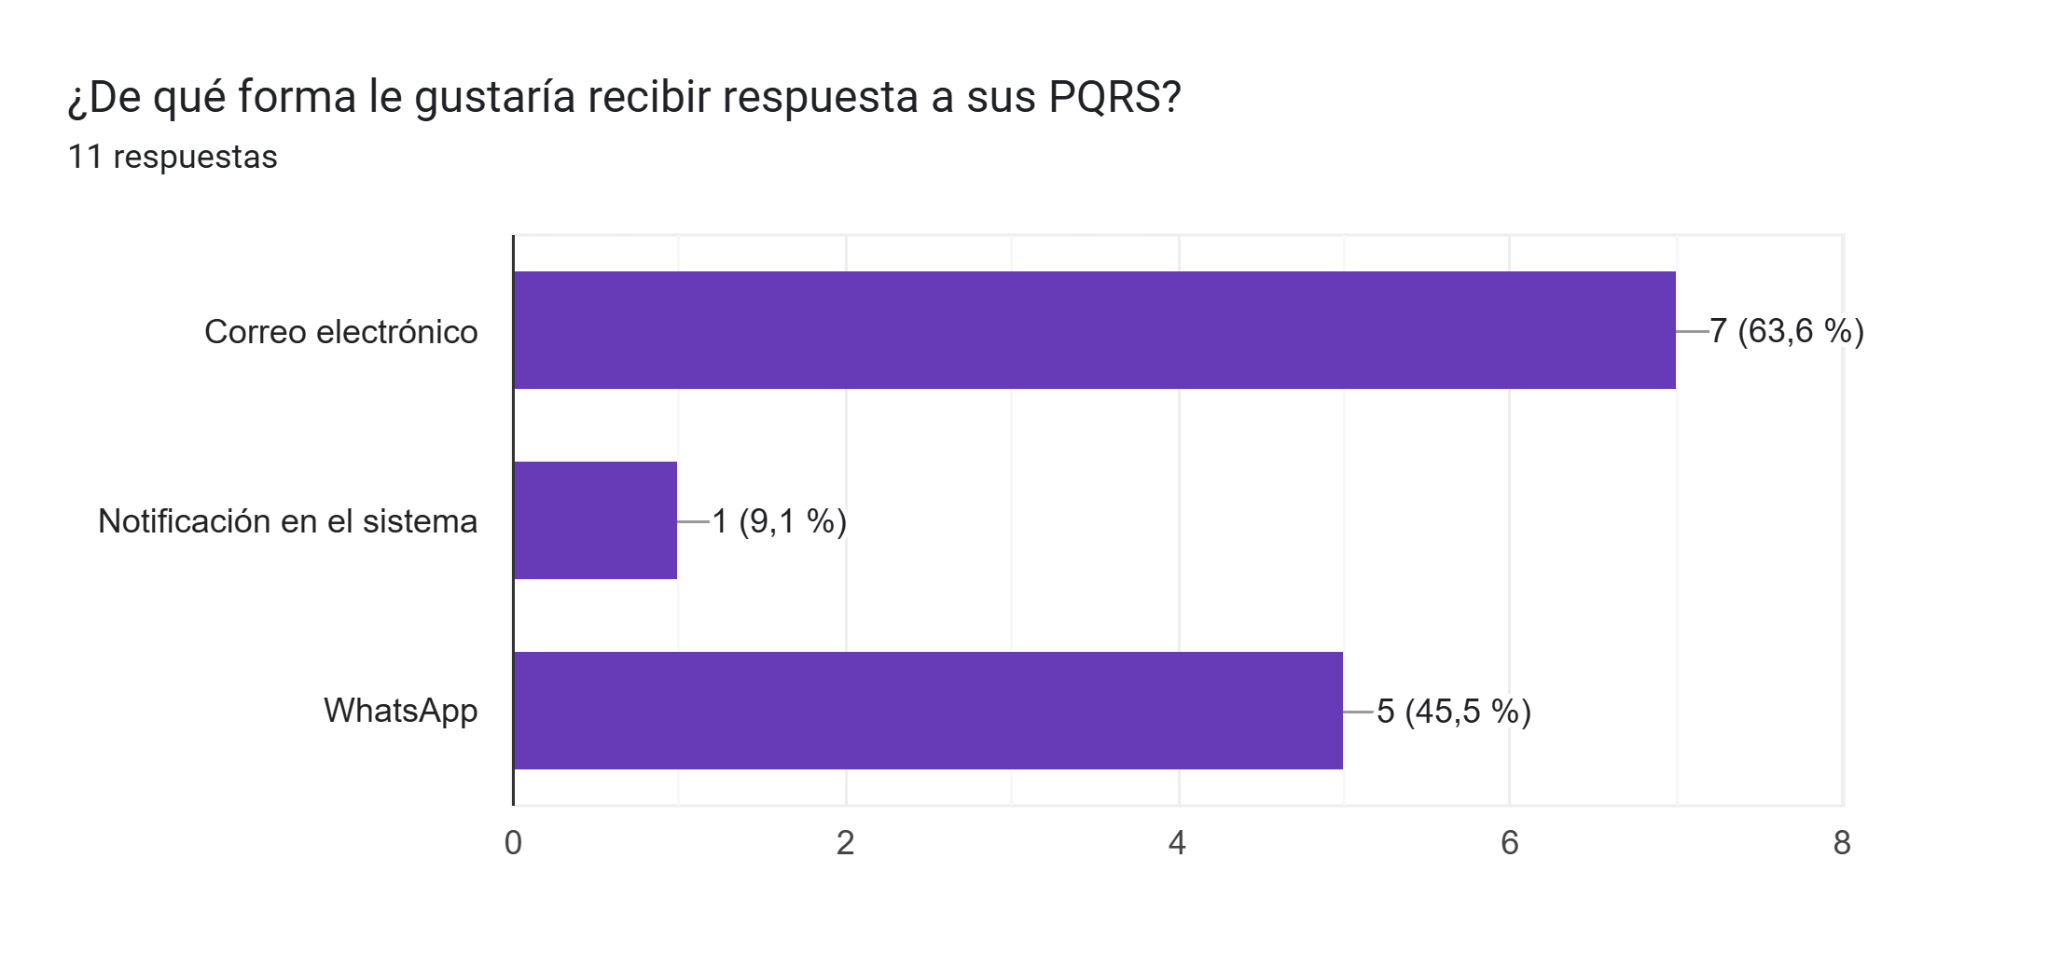 ¿De qué forma le gustaría recibir respuesta a sus PQRS?
11 respuestas
Correo electrónico
7 (63,6 %)
Notificación en el sistema
1 (9,1 %)
WhatsApp
5 (45,5 %)
0 2 4 6 8